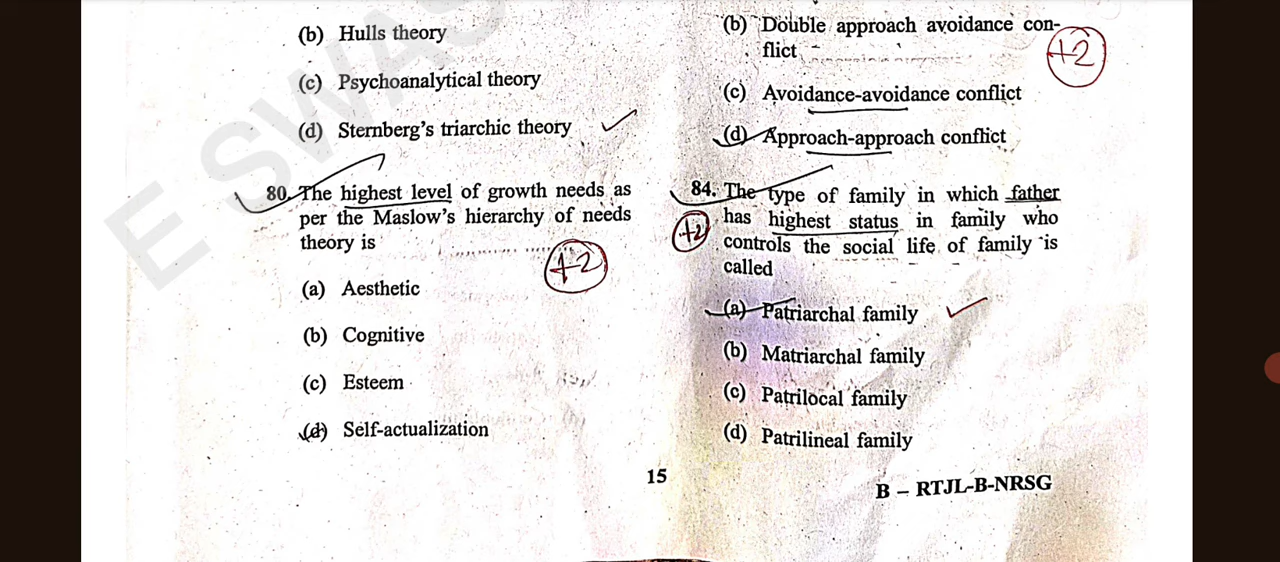 (b) Hulls theory
(c) Psychoanalytical theory
(d) Sternberg's triarchic theory
80. The highest level of growth needs as
per the Maslow's hierarchy of needs
theory is
+2
(a) Aesthetic
(b) Cognitive
(c) Esteem
(d) Self-actualization
(b) Double approach avoidance con-
flict
+2
(c) Avoidance-avoidance conflict
(d) Approach-approach conflict
84. The type of family in which father
has highest status in family who
+2
controls the social life of family is
called
(a) Patriarchal family
(b) Matriarchal family
(c) Patrilocal family
(d) Patrilineal family
15
B – RTJL-B-NRSG